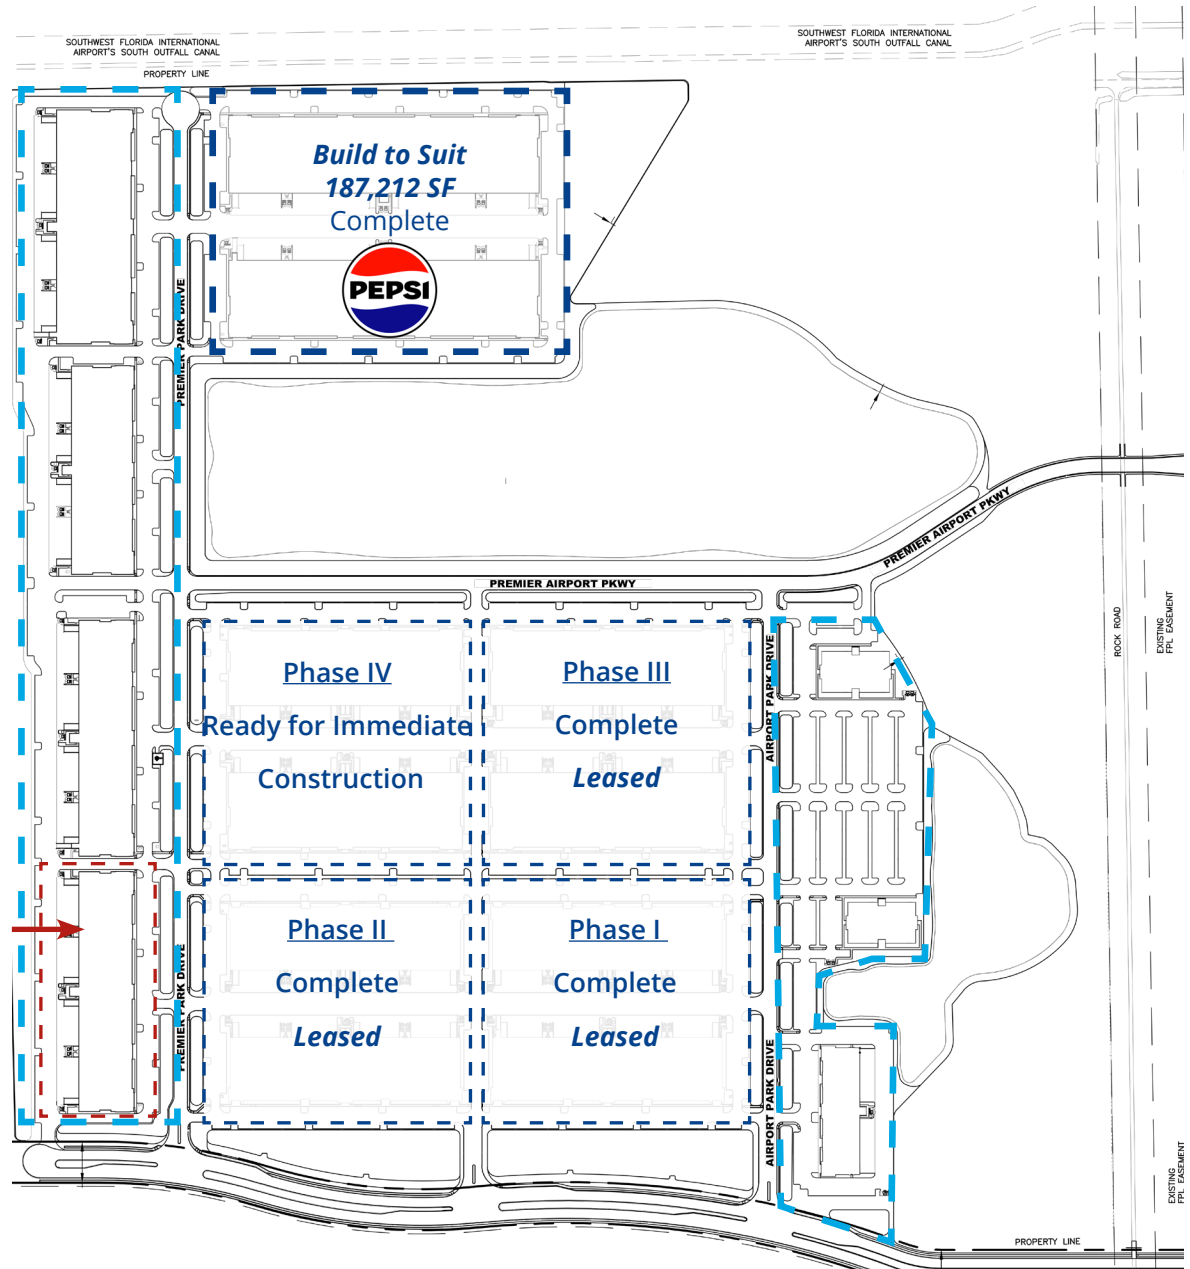 SOUTHWEST FLORIDA INTERNATIONAL
AIRPORT'S SOUTH OUTFALL CANAL
SOUTHWEST FLORIDA INTERNATIONAL
AIRPORT'S SOUTH OUTFALL CANAL
PROPERTY LINE
Build to Suit
187,212 SF
Complete
PEPSI
PREMIER PARK DRIVE
PREMIER AIRPORT PKWY
PREMIER AIRPORT PKWY
ROCK ROAD
EXISTING
FPL EASEMENT
Phase IV
Ready for Immediate
Construction
Phase III
Complete
Leased
AIRPORT PARK DRIVE
Phase II
Complete
Leased
Phase I
Complete
Leased
PREMIER PARK DRIVE
AIRPORT PARK DRIVE
EXISTING
FPL EASEMENT
PROPERTY LINE